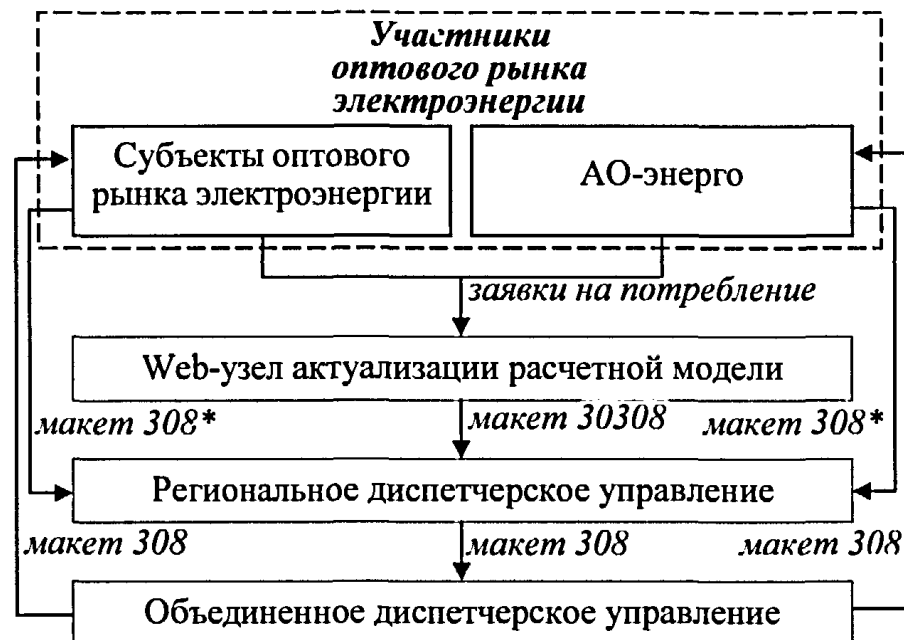 Участники
оптового рынка
электроэнергии
Субъекты оптового
рынка электроэнергии
АО-энерго
заявки на потребление
Web-узел актуализации расчетной модели
макет 308*
макет 30308
макет 308*
Региональное диспетчерское управление
макет 308
макет 308
макет 308
Объединенное диспетчерское управление